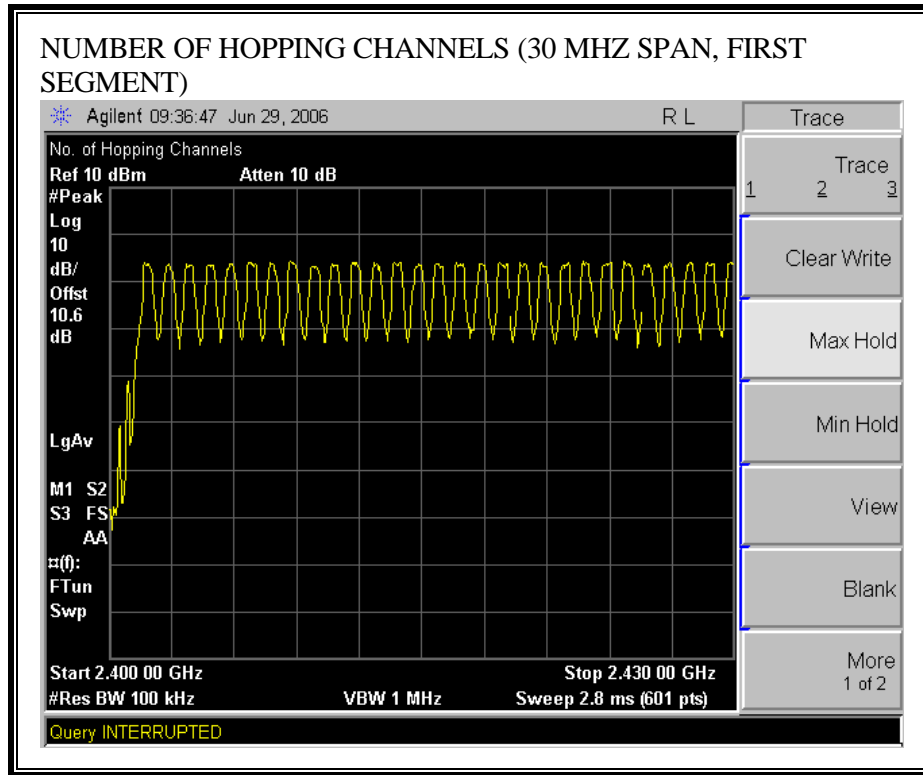 NUMBER OF HOPPING CHANNELS (30 MHZ SPAN, FIRST
SEGMENT)
Agilent 09:36:47 Jun 29, 2006 R L
No. of Hopping Channels
Ref 10 dBm Atten 10 dB
#Peak
Log
10
dB/
Offst
10.6
dB
LgAv
M1 S2
S3 FS
AA
¤(f):
FTun
Swp
Start 2.400 00 GHz Stop 2.430 00 GHz
#Res BW 100 kHz VBW 1 MHz Sweep 2.8 ms (601 pts)
Query INTERRUPTED
Trace
Trace
1 2 3
Clear Write
Max Hold
Min Hold
View
Blank
More
1 of 2